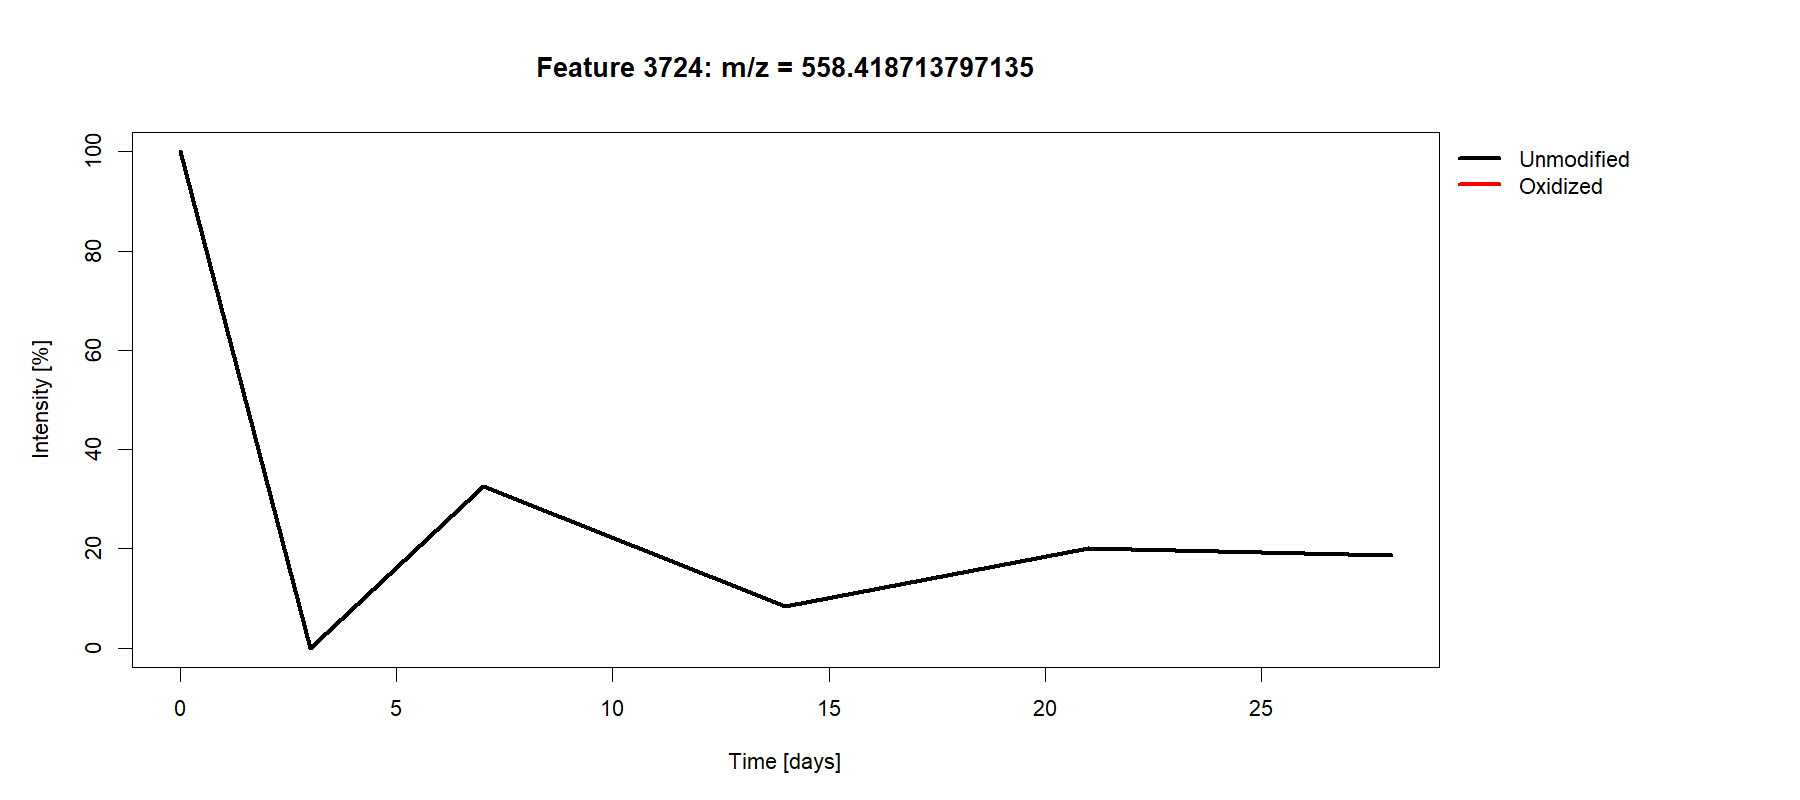 Feature 3724: m/z = 558.418713797135
Unmodified
Oxidized
Intensity [%]
100
80
60
40
20
0
0 5 10 15 20 25
Time [days]